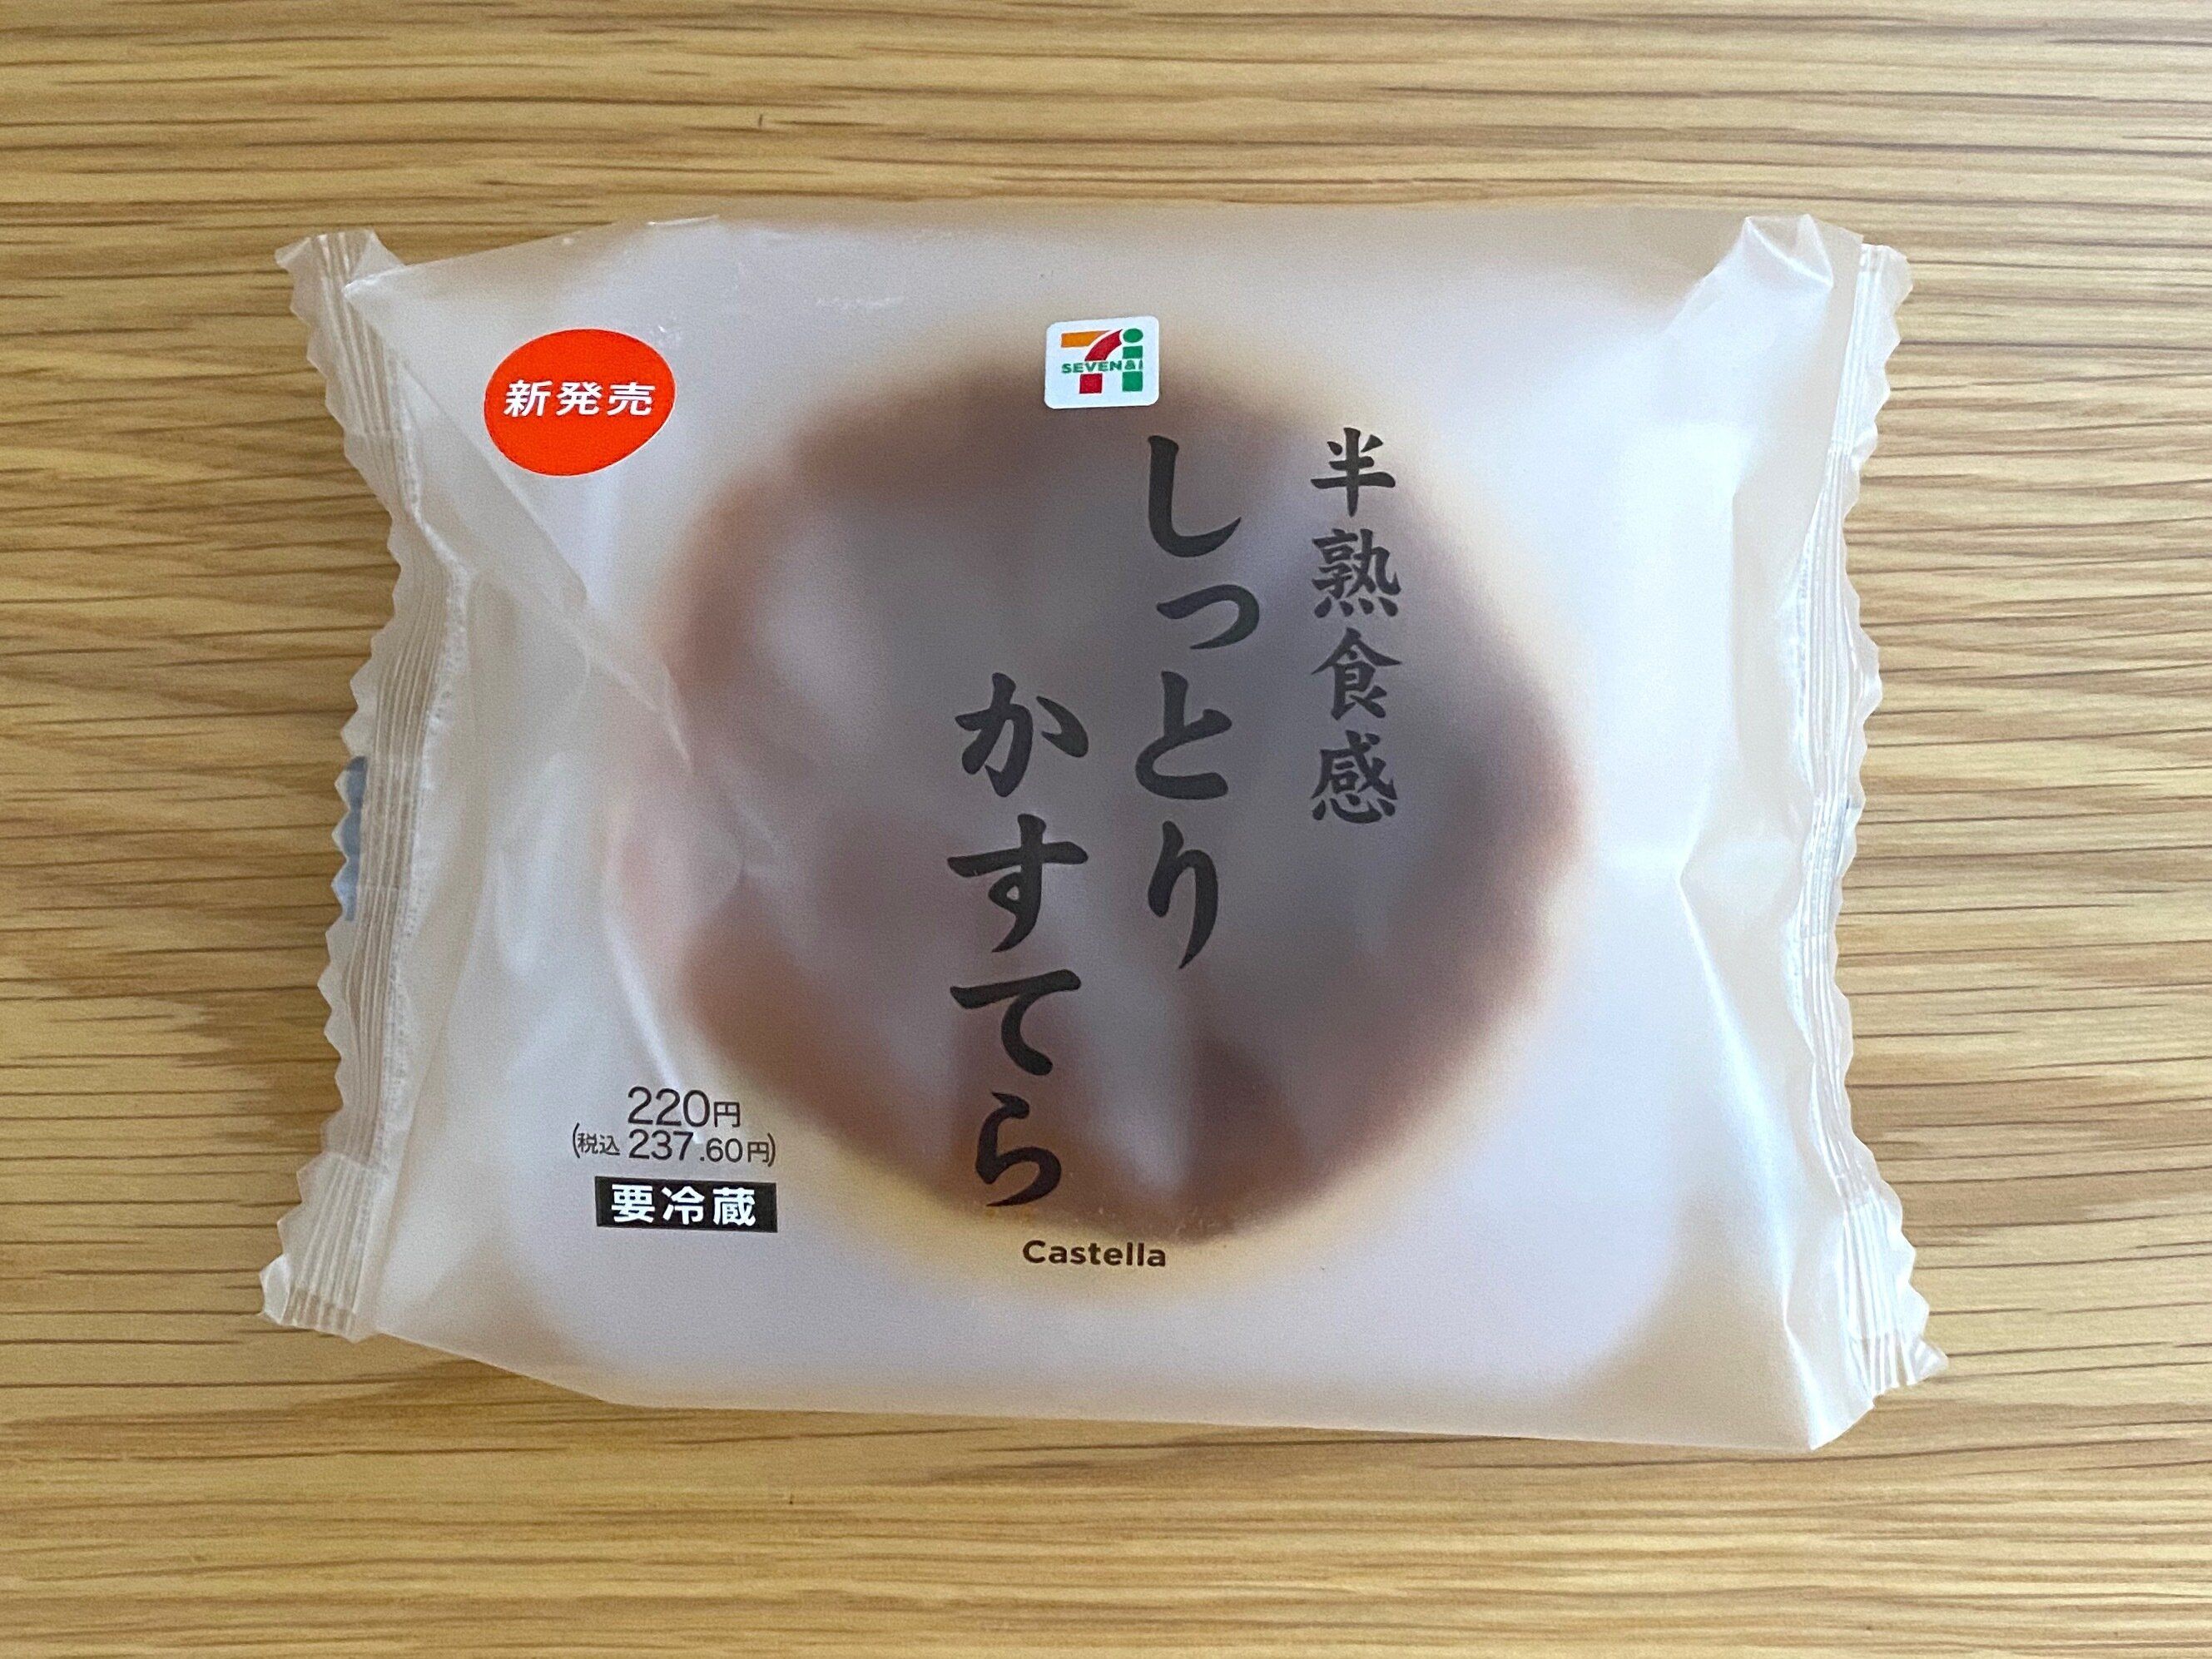 新発売
SEVEN&i
半熟食感
しっとり
かすてら
Castella
220円
(税込 237.60円)
要冷蔵